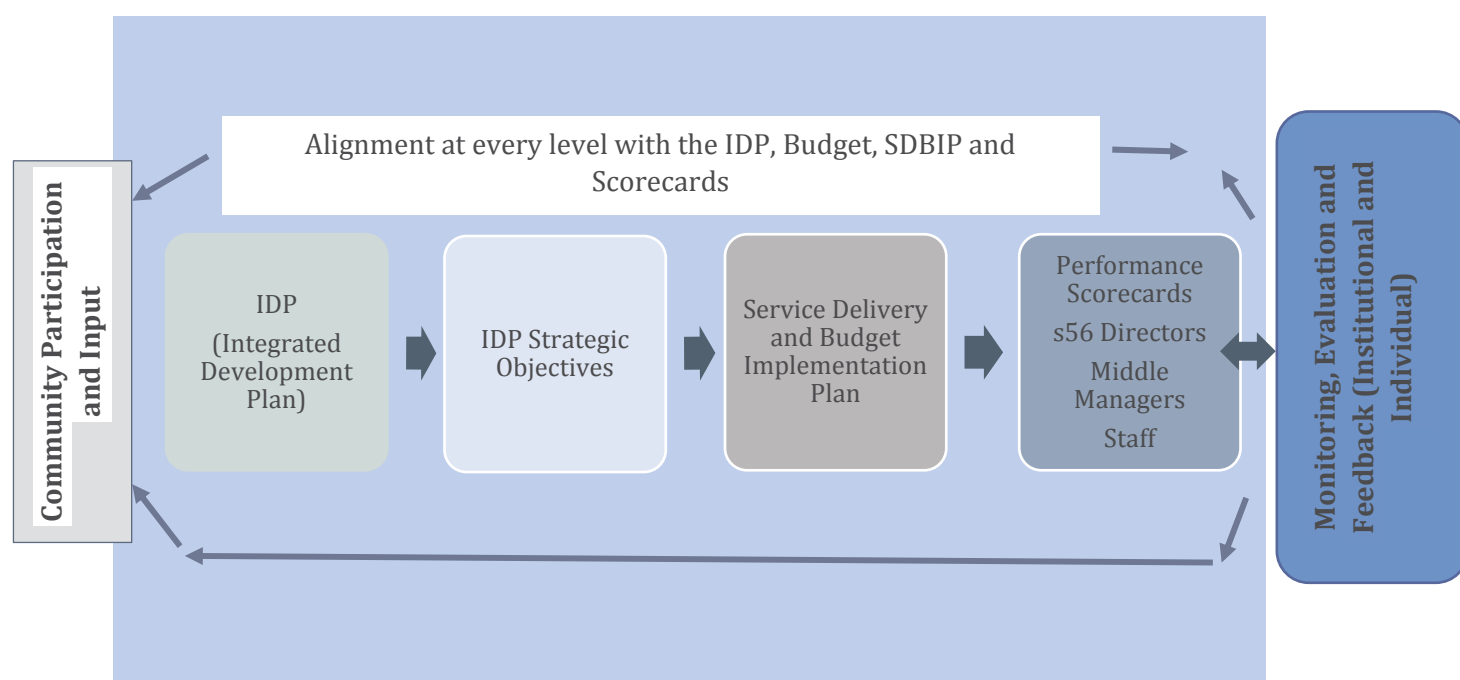 Alignment at every level with the IDP, Budget, SDBIP and
Scorecards
Community Participation
and Input
IDP
(Integrated
Development
Plan)
IDP Strategic
Objectives
Service Delivery
and Budget
Implementation
Plan
Performance
Scorecards
s56 Directors
Middle
Managers
Staff
Monitoring, Evaluation and
Feedback (Institutional and
Individual)